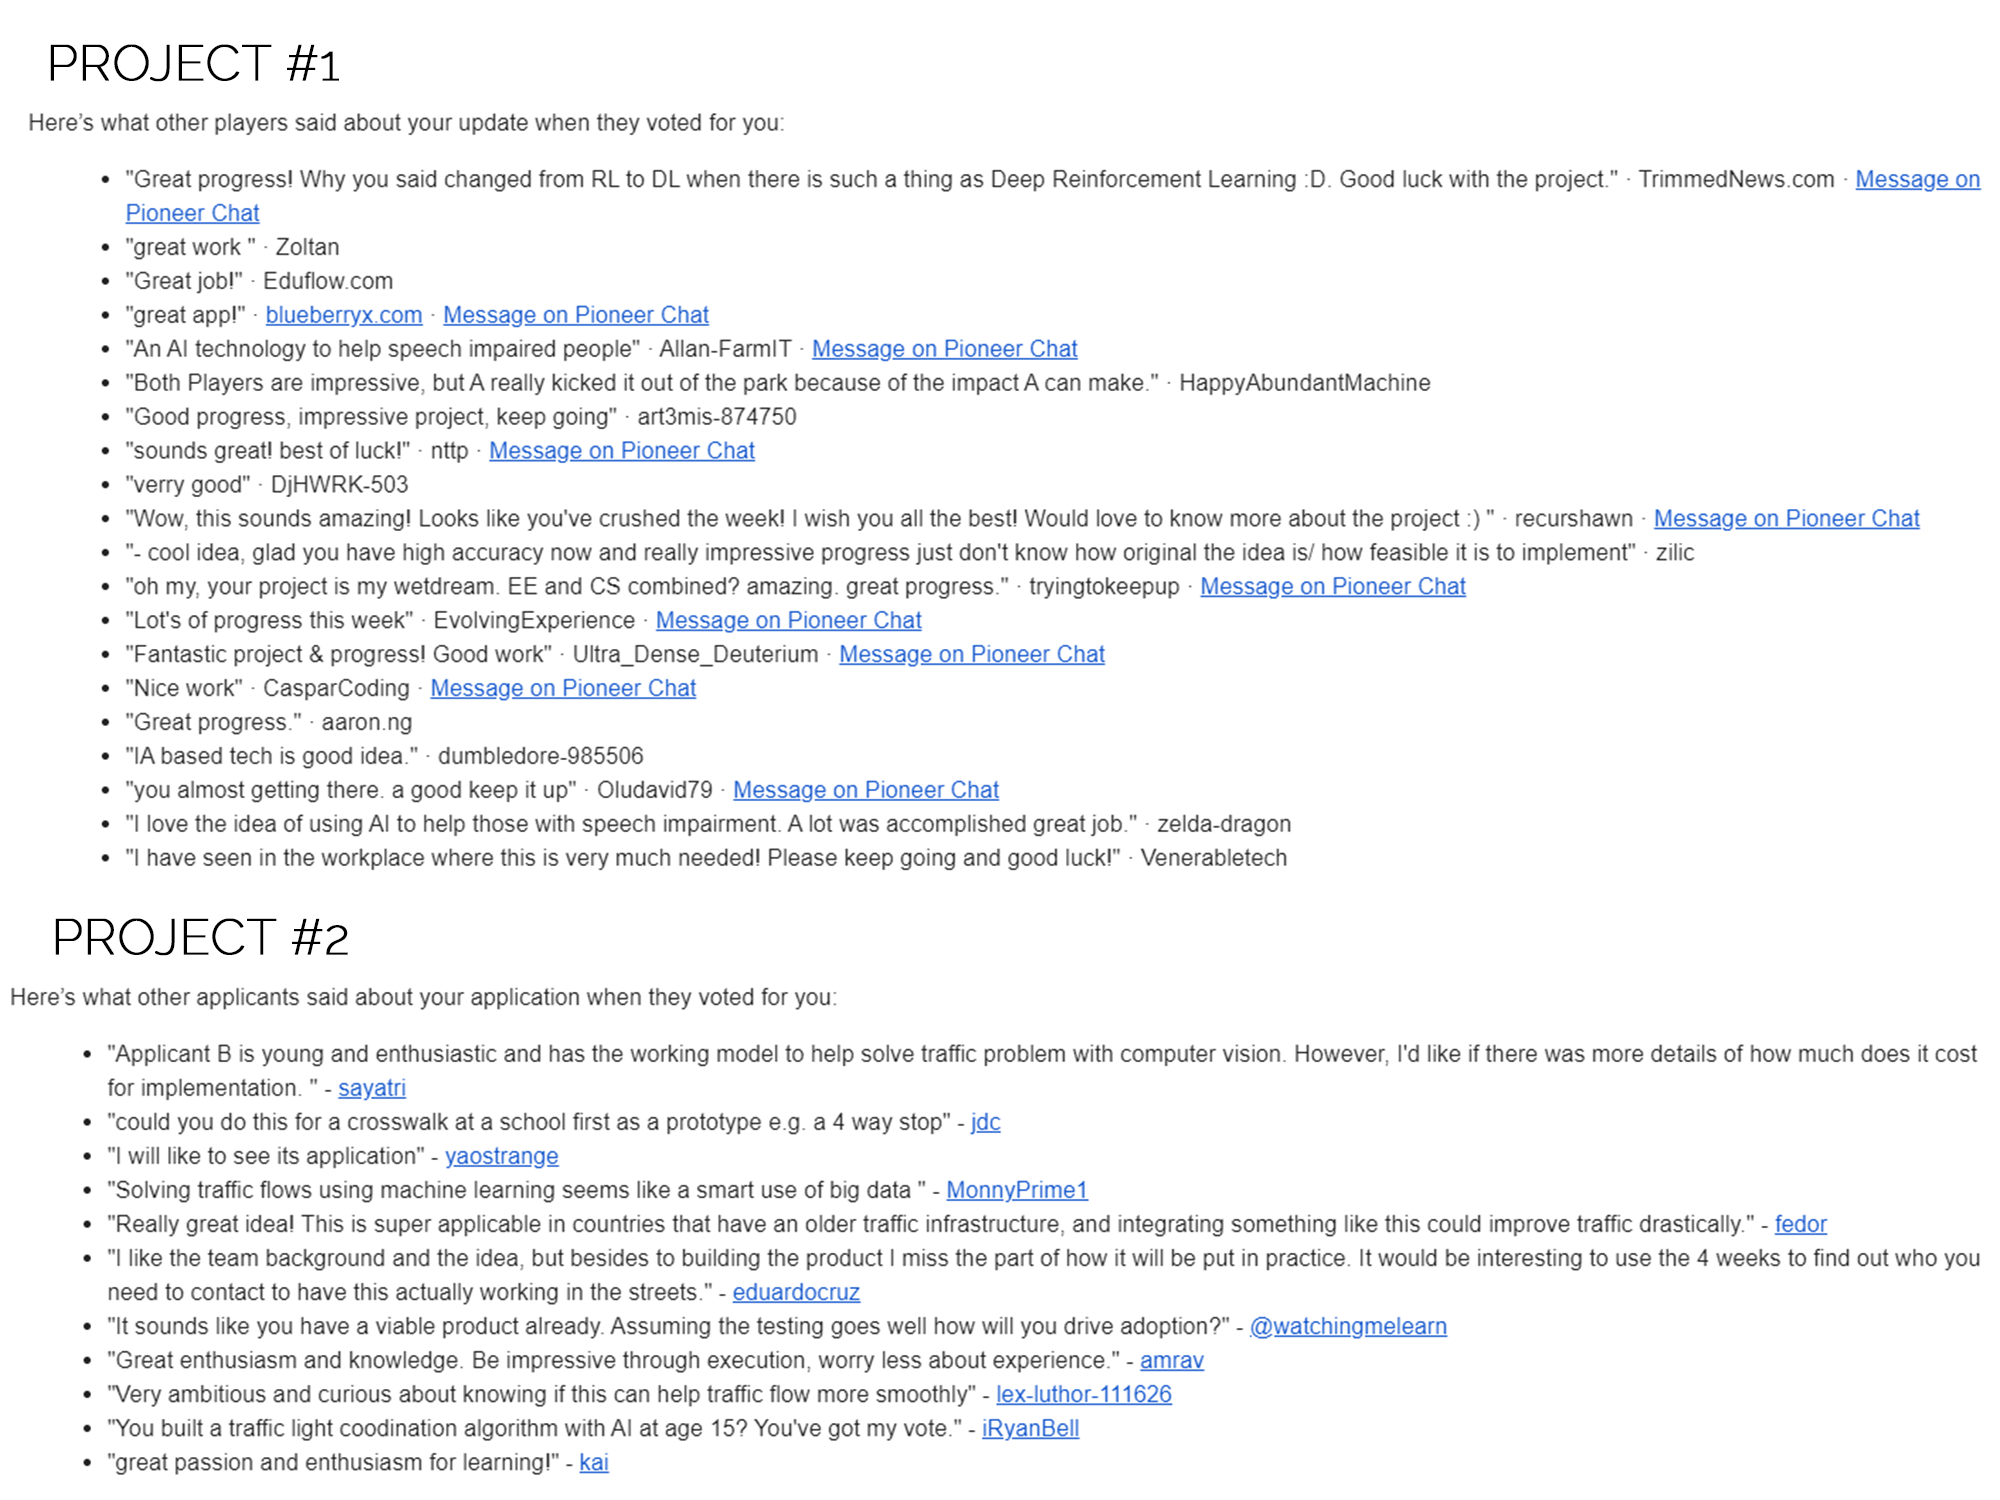 PROJECT #1
Here’s what other players said about your update when they voted for you:
• "Great progress! Why you said changed from RL to DL when there is such a thing as Deep Reinforcement Learning :D. Good luck with the project." · TrimmedNews.com · Message on
Pioneer Chat
• "great work " · Zoltan
• "Great job!" · Eduflow.com
• "great app!" · blueberryx.com · Message on Pioneer Chat
• "An AI technology to help speech impaired people" · Allan-FarmIT · Message on Pioneer Chat
• "Both Players are impressive, but A really kicked it out of the park because of the impact A can make." · HappyAbundantMachine
• "Good progress, impressive project, keep going" · art3mis-874750
• "sounds great! best of luck!" · nttp · Message on Pioneer Chat
• "verry good" · DjHWRK-503
• "Wow, this sounds amazing! Looks like you've crushed the week! I wish you all the best! Would love to know more about the project :) " · recurshawn · Message on Pioneer Chat
• "- cool idea, glad you have high accuracy now and really impressive progress just don't know how original the idea is/ how feasible it is to implement" · zilic
• "oh my, your project is my wetdream. EE and CS combined? amazing. great progress." · tryingtokeepup · Message on Pioneer Chat
• "Lot's of progress this week" · EvolvingExperience · Message on Pioneer Chat
• "Fantastic project & progress! Good work" · Ultra_Dense_Deuterium · Message on Pioneer Chat
• "Nice work" · CasparCoding · Message on Pioneer Chat
• "Great progress." · aaron.ng
• "IA based tech is good idea." · dumbledore-985506
• "you almost getting there. a good keep it up" · Oludavid79 · Message on Pioneer Chat
• "I love the idea of using AI to help those with speech impairment. A lot was accomplished great job." · zelda-dragon
• "I have seen in the workplace where this is very much needed! Please keep going and good luck!" · Venerabletech
PROJECT #2
Here’s what other applicants said about your application when they voted for you:
• "Applicant B is young and enthusiastic and has the working model to help solve traffic problem with computer vision. However, I'd like if there was more details of how much does it cost
for implementation. " - sayatri
• "could you do this for a crosswalk at a school first as a prototype e.g. a 4 way stop" - jdc
• "I will like to see its application" - yaostrange
• "Solving traffic flows using machine learning seems like a smart use of big data " - MonnyPrime1
• "Really great idea! This is super applicable in countries that have an older traffic infrastructure, and integrating something like this could improve traffic drastically." - fedor
• "I like the team background and the idea, but besides to building the product I miss the part of how it will be put in practice. It would be interesting to use the 4 weeks to find out who you
need to contact to have this actually working in the streets." - eduardocruz
• "It sounds like you have a viable product already. Assuming the testing goes well how will you drive adoption?" - @watchingmelearn
• "Great enthusiasm and knowledge. Be impressive through execution, worry less about experience." - amrav
• "Very ambitious and curious about knowing if this can help traffic flow more smoothly" - lex-luthor-111626
• "You built a traffic light coodination algorithm with AI at age 15? You've got my vote." - iRyanBell
• "great passion and enthusiasm for learning!" - kai